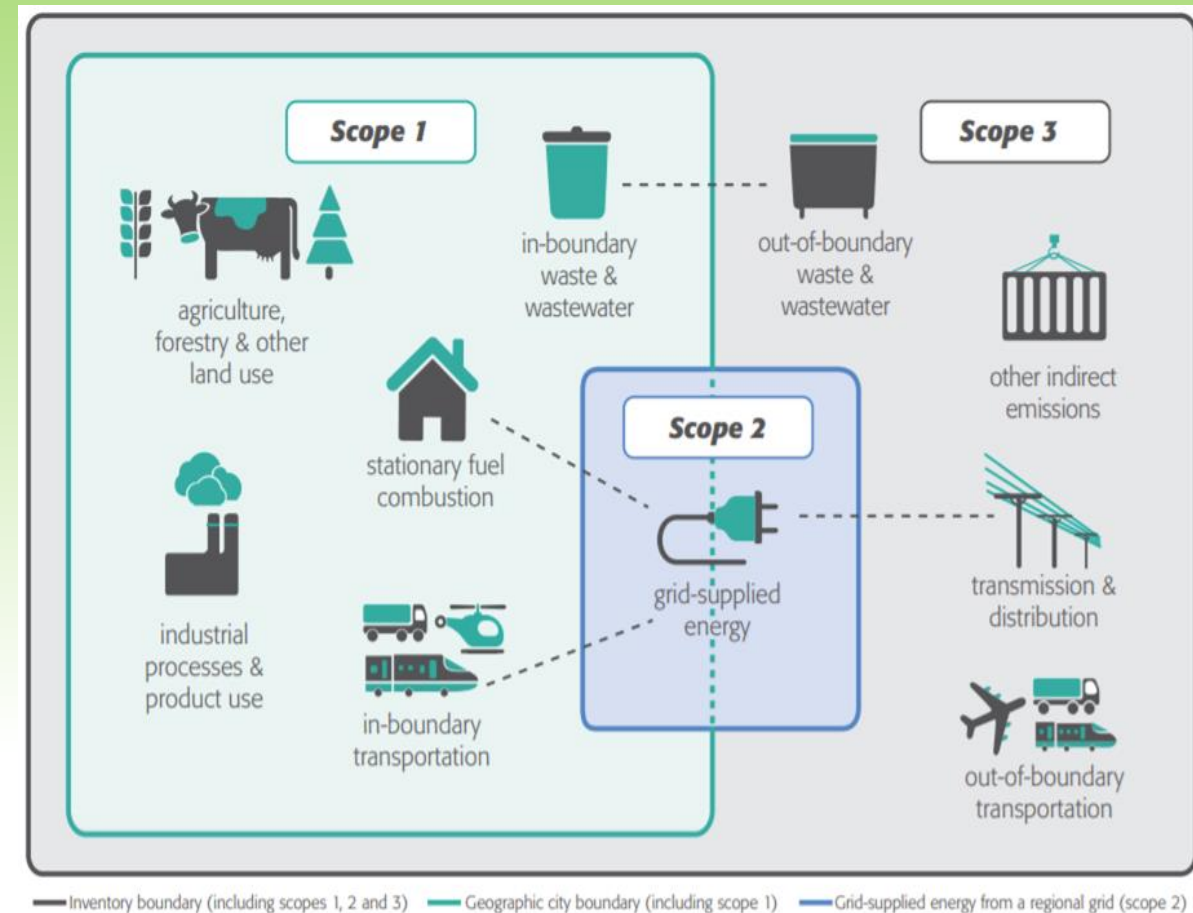 Scope 1
Scope 3
in-boundary
waste &
wastewater
out-of-boundary
waste &
wastewater
agriculture,
forestry & other
land use
other indirect
emissions
Scope 2
stationary fuel
combustion
grid-supplied
energy
transmission &
distribution
industrial
processes &
product use
in-boundary
transportation
out-of-boundary
transportation
Inventory boundary (including scopes 1, 2 and 3) Geographic city boundary (including scope 1) Grid-supplied energy from a regional grid (scope 2)